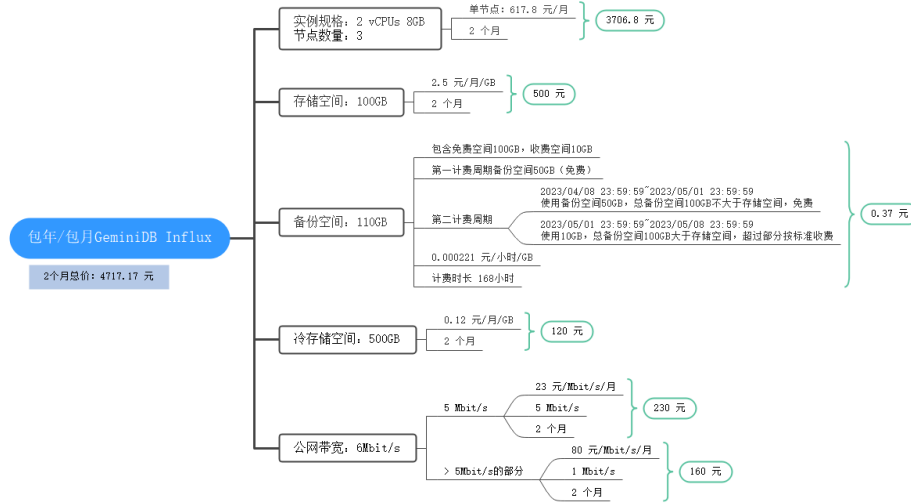 包年/包月GeminiDB Influx
2个月总价：4717.17 元
实例规格：2 vCPUs 8GB
节点数量：3
单节点：617.8 元/月
2 个月
3706.8 元
存储空间：100GB
2.5 元/月/GB
2 个月
500 元
备份空间：110GB
包含免费空间100GB，收费空间10GB
第一计费周期备份空间50GB（免费）
第二计费周期
2023/04/08 23:59:59~2023/05/01 23:59:59
使用备份空间50GB，总备份空间100GB不大于存储空间，免费
2023/05/01 23:59:59~2023/05/08 23:59:59
使用10GB，总备份空间100GB大于存储空间，超过部分按标准收费
0.000221 元/小时/GB
计费时长 168小时
0.37 元
冷存储空间：500GB
0.12 元/月/GB
2 个月
120 元
公网带宽：6Mbit/s
5 Mbit/s
23 元/Mbit/s/月
5 Mbit/s
2 个月
230 元
> 5Mbit/s的部分
80 元/Mbit/s/月
1 Mbit/s
2 个月
160 元